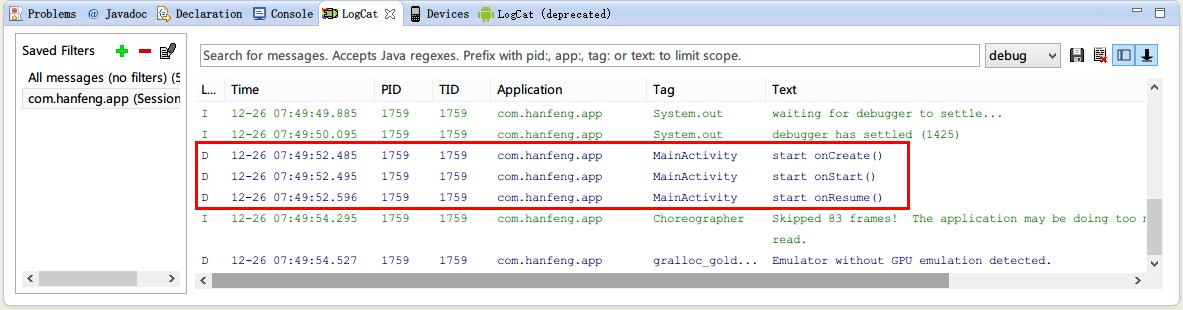 Problems @ Javadoc Declaration Console LogCat Devices LogCat (deprecated)
Saved Filters
All messages (no filters) (5
com.hanfeng.app (Session
Search for messages. Accepts Java regexes. Prefix with pid:, app:, tag: or text: to limit scope.
debug
L... Time PID TID Application Tag Text
I 12-26 07:49:49.885 1759 1759 com.hanfeng.app System.out waiting for debugger to settle...
I 12-26 07:49:50.095 1759 1759 com.hanfeng.app System.out debugger has settled (1425)
D 12-26 07:49:52.485 1759 1759 com.hanfeng.app MainActivity start onCreate()
D 12-26 07:49:52.495 1759 1759 com.hanfeng.app MainActivity start onStart()
D 12-26 07:49:52.596 1759 1759 com.hanfeng.app MainActivity start onResume()
I 12-26 07:49:54.295 1759 1759 com.hanfeng.app Choreographer Skipped 83 frames! The application may be doing too
read.
D 12-26 07:49:54.527 1759 1759 com.hanfeng.app gralloc_gold... Emulator without GPU emulation detected.